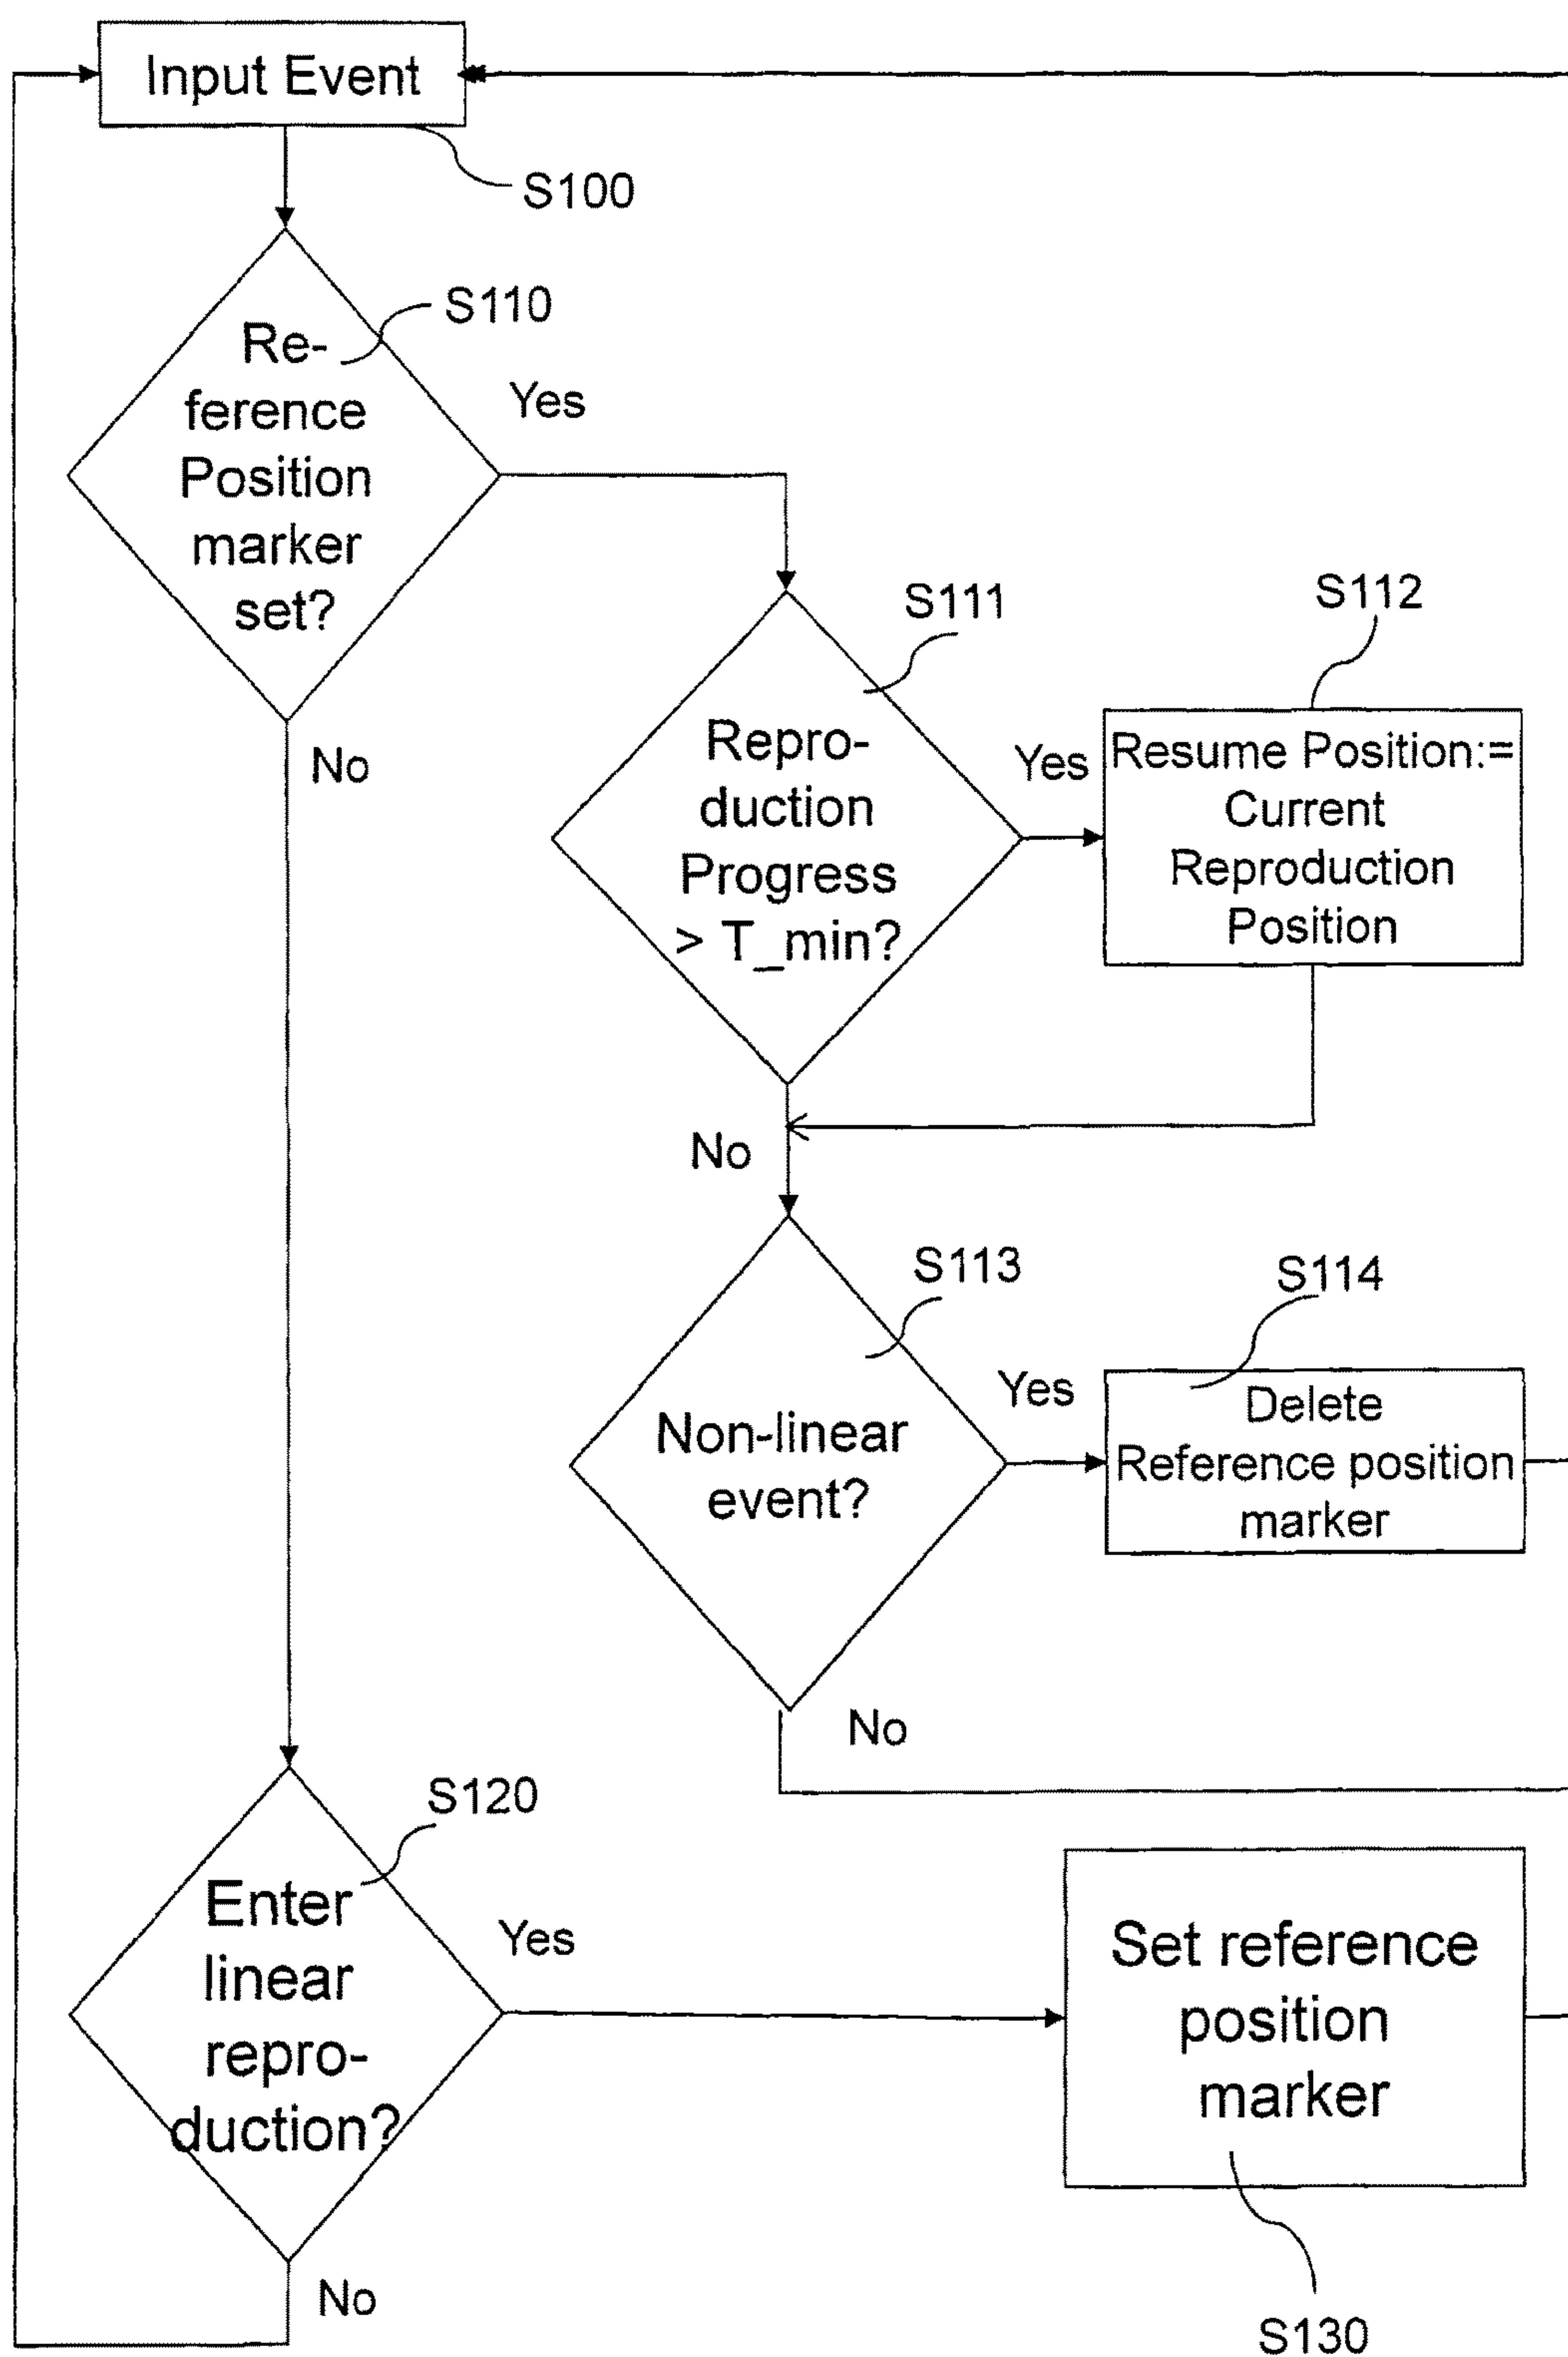 Input Event
S100
S110
Re-
ference
Position
marker
set?
Yes
No
S111
Repro-
duction
Progress
> T_min?
Yes
No
S112
Resume Position:=
Current
Reproduction
Position
S113
Non-linear
event?
Yes
No
S114
Delete
Reference position
marker
S120
Enter
linear
repro-
duction?
Yes
No
Set reference
position
marker
S130